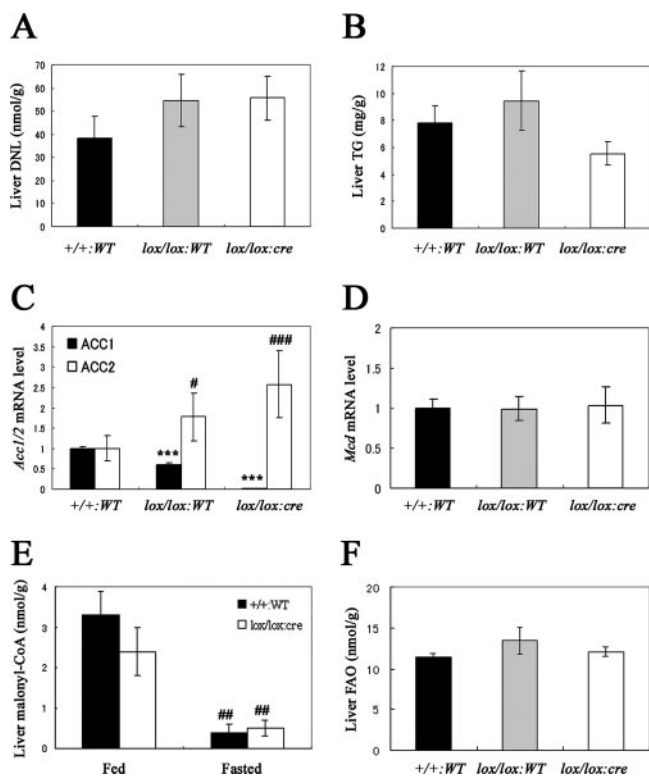 A
Liver DNL (nmol/g)
70
60
50
40
30
20
10
0
+/+:WT lox/lox:WT lox/lox:cre
B
Liver TG (mg/g)
12
10
8
6
4
2
0
+/+:WT lox/lox:WT lox/lox:cre
C
Acc1/2 mRNA level
4
3.5
3
2.5
2
1.5
1
0.5
0
ACC1
ACC2
***
#
***
###
+/+:WT lox/lox:WT lox/lox:cre
D
Mcd mRNA level
2
1.5
1
0.5
0
+/+:WT lox/lox:WT lox/lox:cre
E
Liver malonyl-CoA (nmol/g)
4
3
2
1
0
+/+:WT
lox/lox:cre
## ##
Fed Fasted
F
Liver FAO (nmol/g)
20
15
10
5
0
+/+:WT lox/lox:WT lox/lox:cre